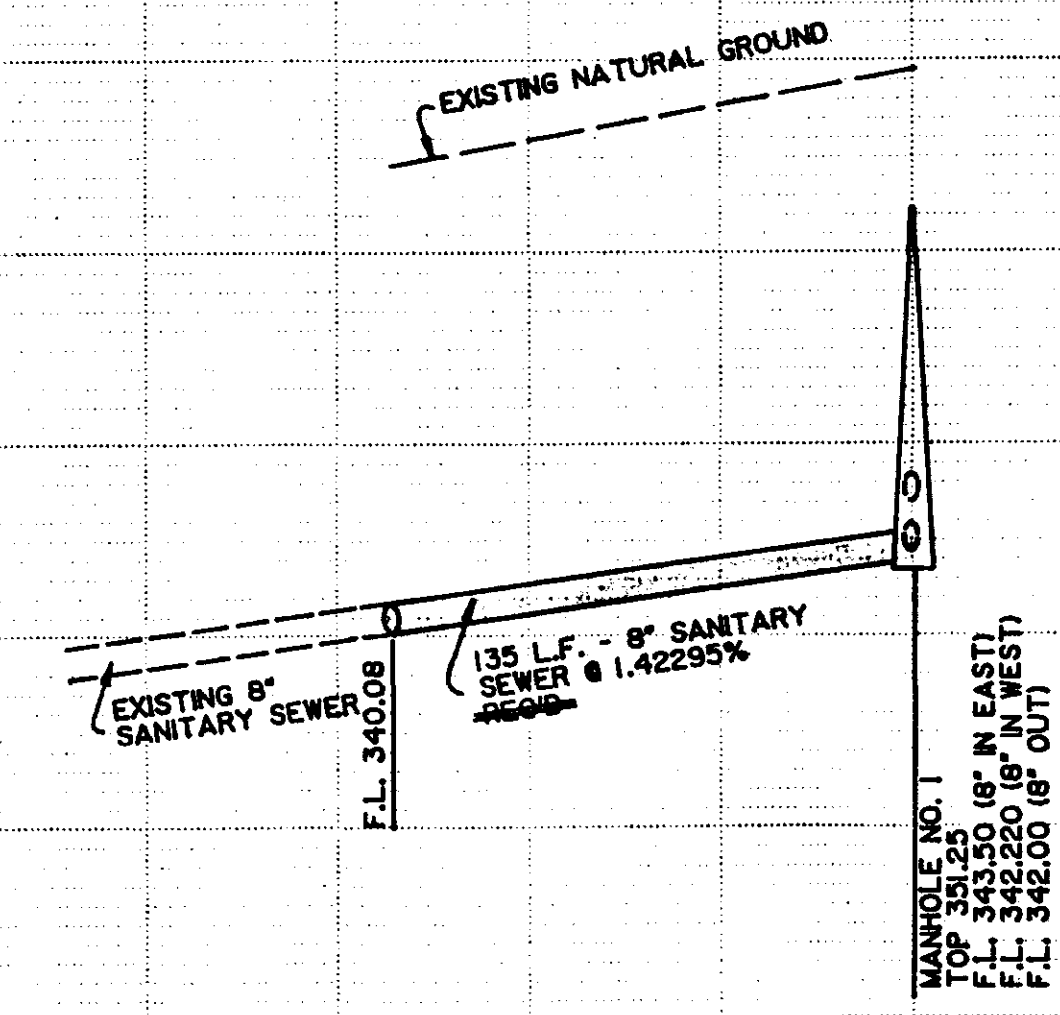 EXISTING NATURAL GROUND
135 L.F. - 8" SANITARY
SEWER @ 1.42295%
REQ'D
EXISTING 8"
SANITARY SEWER
F.L. 340.08
MANHOLE NO. 1
TOP 351.25
F.L. 343.50 (8" IN EAST)
F.L. 342.220 (8" IN WEST)
F.L. 342.00 (8" OUT)